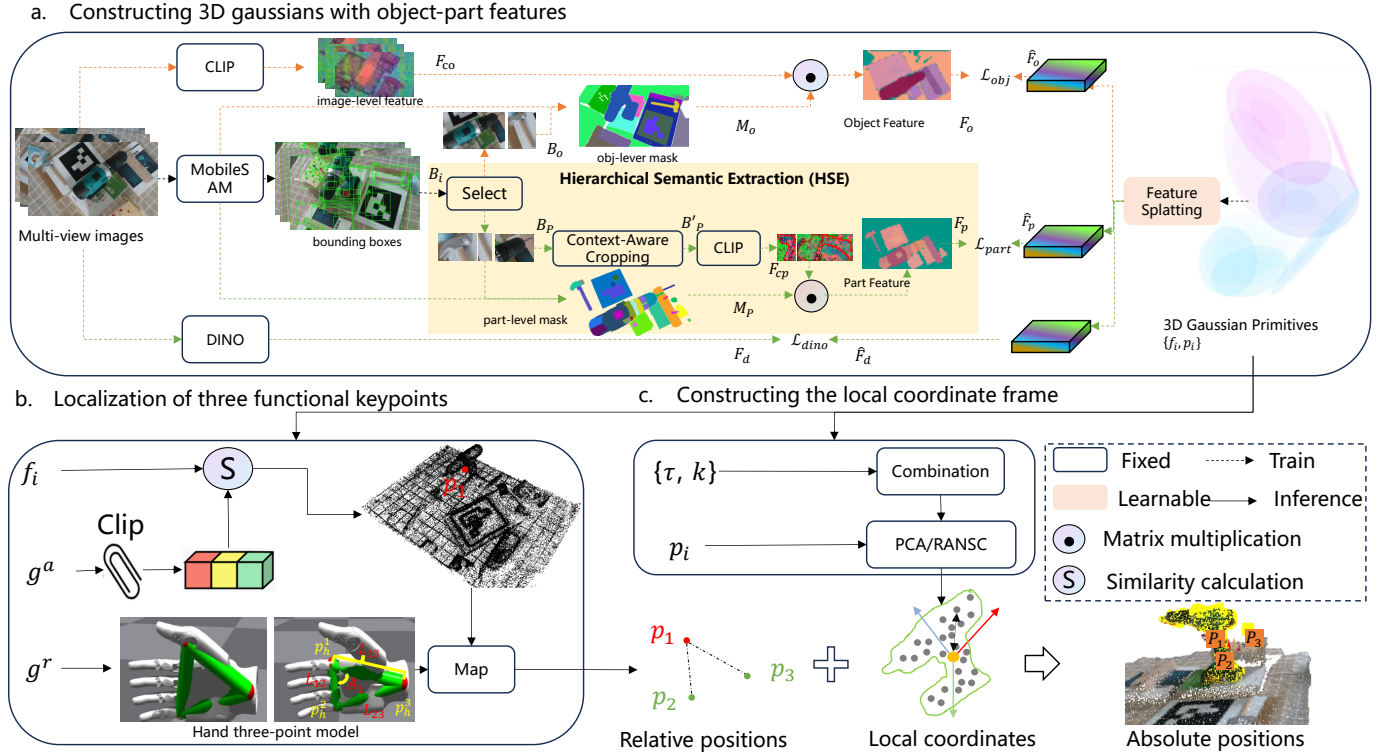 a. Constructing 3D gaussians with object-part features
CLIP
F_co
image-level feature
F̂_o
ℒ_obj
M_o
Object Feature
F_o
B_o
obj-lever mask
MobileS
AM
B_i
Select
Hierarchical Semantic Extraction (HSE)
Feature
Splatting
Multi-view images
bounding boxes
B_P
Context-Aware
Cropping
B′_P
CLIP
F_cp
F_p
ℒ_part
F̂_p
Part Feature
part-level mask
M_P
DINO
F_d
ℒ_dino
F̂_d
3D Gaussian Primitives
{f_i, p_i}
b. Localization of three functional keypoints
c. Constructing the local coordinate frame
f_i
S
p_1
Clip
g^a
g^r
p_h^1
L_12
p_h^2
L_23
p_h^3
Hand three-point model
Map
{τ, k}
Combination
p_i
PCA/RANSC
Fixed
Train
Learnable
Inference
Matrix multiplication
S
Similarity calculation
p_1
p_2
p_3
Relative positions
Local coordinates
P_1
P_2
P_3
Absolute positions